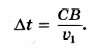 Δt = CB / v₁.